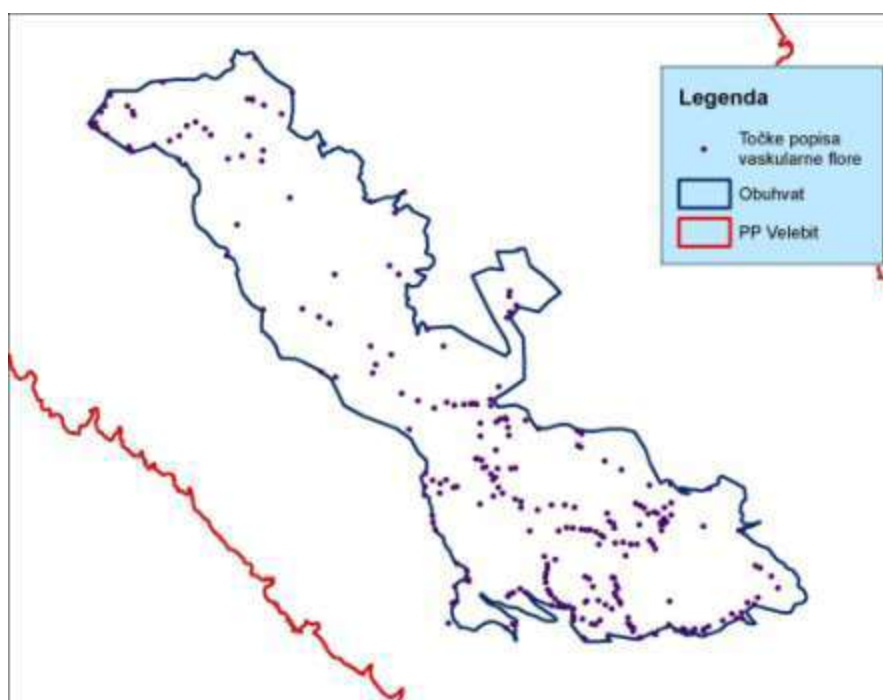 Legenda
Točke popisa
vaskularne flore
Obuhvat
PP Velebit